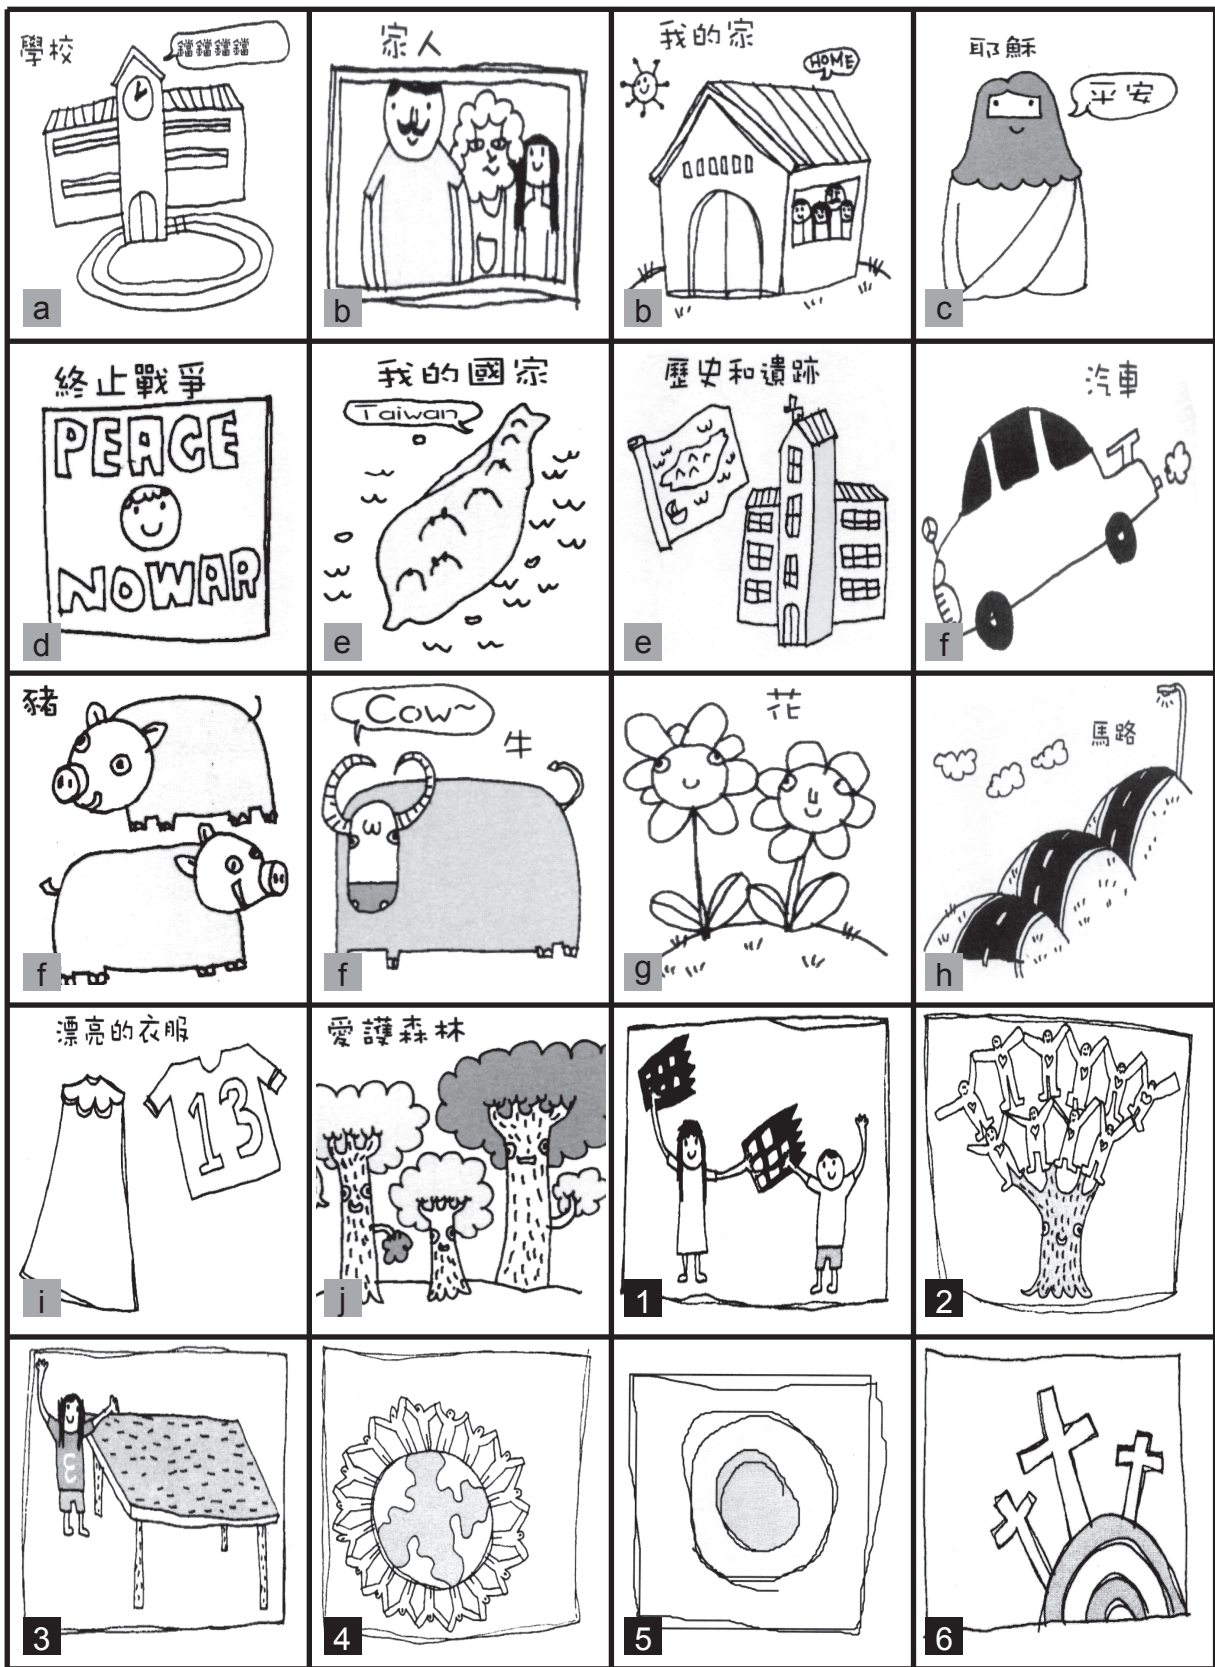 學校
鐺鐺鐺鐺
a
家人
b
我的家
HOME
b
耶穌
平安
c
終止戰爭
PEACE
NOWAR
d
我的國家
Taiwan
e
歷史和遺跡
e
汽車
f
豬
f
Cow~
牛
f
花
g
馬路
h
漂亮的衣服
13
i
愛護森林
j
1
2
3
4
5
6